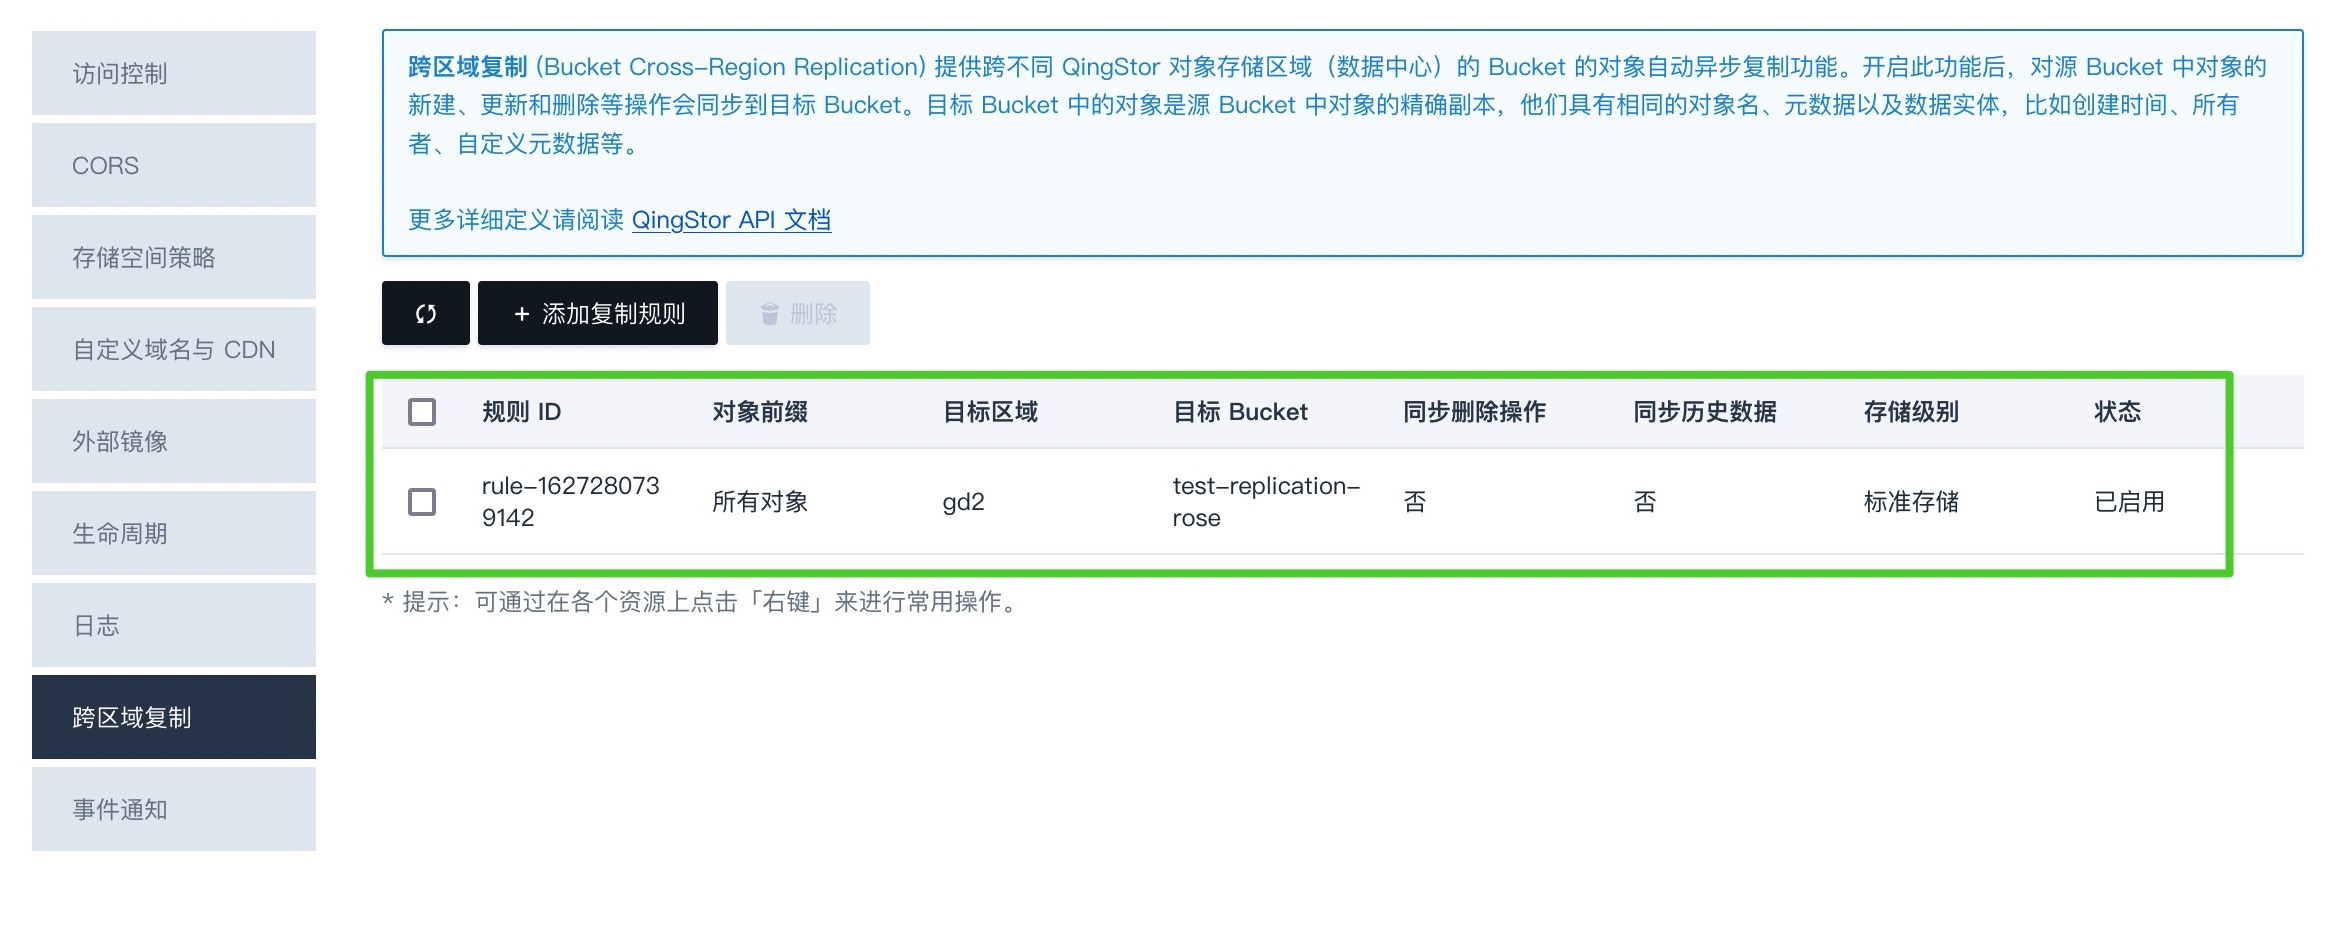 访问控制
CORS
存储空间策略
自定义域名与 CDN
外部镜像
生命周期
日志
跨区域复制
事件通知
跨区域复制 (Bucket Cross-Region Replication) 提供跨不同 QingStor 对象存储区域（数据中心）的 Bucket 的对象自动异步复制功能。开启此功能后，对源 Bucket 中对象的
新建、更新和删除等操作会同步到目标 Bucket。目标 Bucket 中的对象是源 Bucket 中对象的精确副本，他们具有相同的对象名、元数据以及数据实体，比如创建时间、所有
者、自定义元数据等。
更多详细定义请阅读 QingStor API 文档
+ 添加复制规则 删除
规则 ID 对象前缀 目标区域 目标 Bucket 同步删除操作 同步历史数据 存储级别 状态
rule-162728073
9142 所有对象 gd2 test-replication-
rose 否 否 标准存储 已启用
* 提示：可通过在各个资源上点击「右键」来进行常用操作。